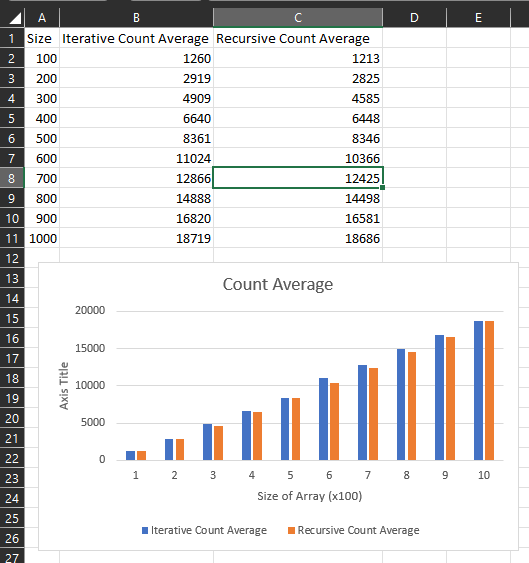 A B C D E
1 Size Iterative Count Average Recursive Count Average
2 100 1260 1213
3 200 2919 2825
4 300 4909 4585
5 400 6640 6448
6 500 8361 8346
7 600 11024 10366
8 700 12866 12425
9 800 14888 14498
10 900 16820 16581
11 1000 18719 18686
12
13
14
15
16
17
18
19
20
21
22
23
24
25
26
27
Count Average
20000
15000
10000
5000
0
Axis Title
1 2 3 4 5 6 7 8 9 10
Size of Array (x100)
Iterative Count Average Recursive Count Average